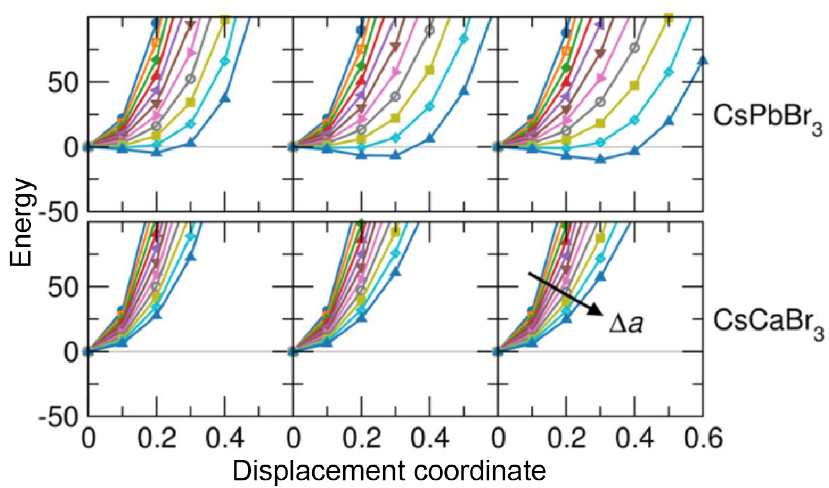 50
0
-50
CsPbBr3
Energy
50
0
-50
Δa
CsCaBr3
0 0.2 0.4 0 0.2 0.4 0 0.2 0.4 0.6
Displacement coordinate